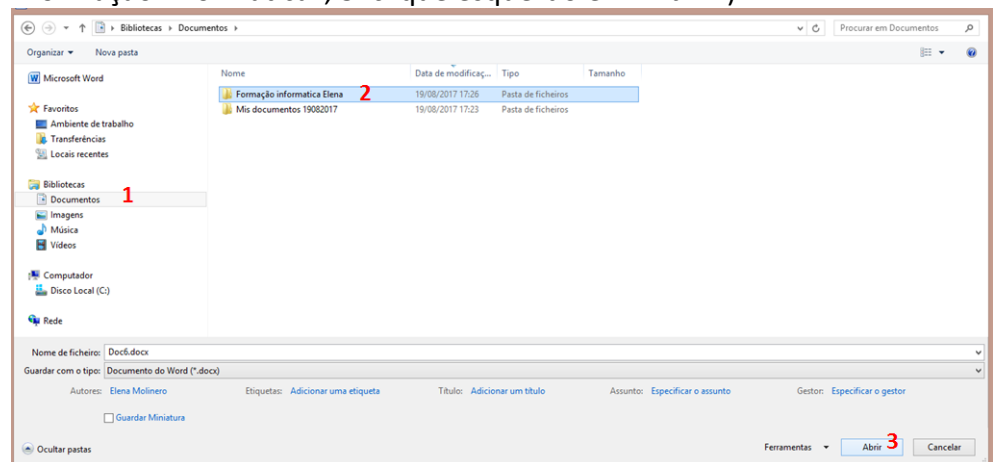 Bibliotecas Documentos
Procurar em Documentos
Organizar Nova pasta
Microsoft Word
Favoritos
Ambiente de trabalho
Transferências
Locais recentes
Bibliotecas
Documentos 1
Imagens
Música
Vídeos
Computador
Disco Local (C:)
Rede
Nome Data de modificaç... Tipo Tamanho
Formação informatica Elena 2 19/08/2017 17:26 Pasta de ficheiros
Mis documentos 19082017 19/08/2017 17:23 Pasta de ficheiros
Nome de ficheiro: Doc6.docx
Guardar com o tipo: Documento do Word (*.docx)
Autores: Elena Molinero Etiquetas: Adicionar uma etiqueta Título: Adicionar um título Assunto: Especificar o assunto Gestor: Especificar o gestor
Guardar Miniatura
Ocultar pastas Ferramentas Abrir 3 Cancelar